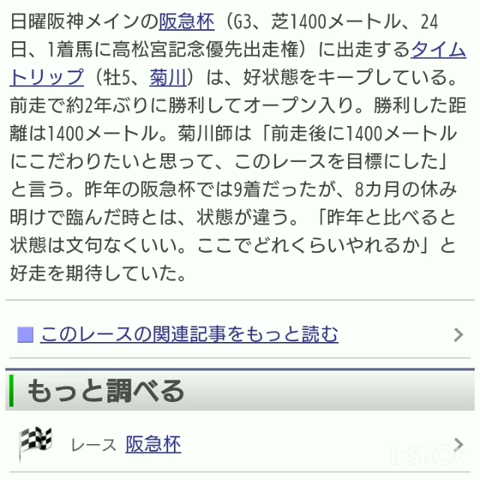 日曜阪神メインの阪急杯（G3、芝1400メートル、24
日、1着馬に高松宮記念優先出走権）に出走するタイム
トリップ（牡5、菊川）は、好状態をキープしている。
前走で約2年ぶりに勝利してオープン入り。勝利した距
離は1400メートル。菊川師は「前走後に1400メートル
にこだわりたいと思って、このレースを目標にした」
と言う。昨年の阪急杯では9着だったが、8カ月の休み
明けで臨んだ時とは、状態が違う。「昨年と比べると
状態は文句なくいい。ここでどれくらいやれるか」と
好走を期待していた。
このレースの関連記事をもっと読む
もっと調べる
レース 阪急杯